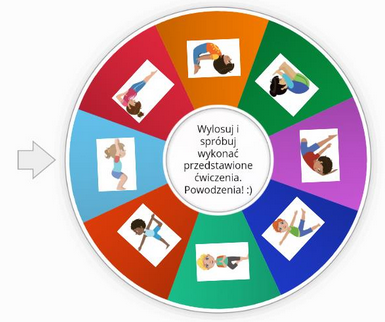 Wylosuj i
spróbuj
wykonać
przedstawione
ćwiczenia.
Powodzenia! :)